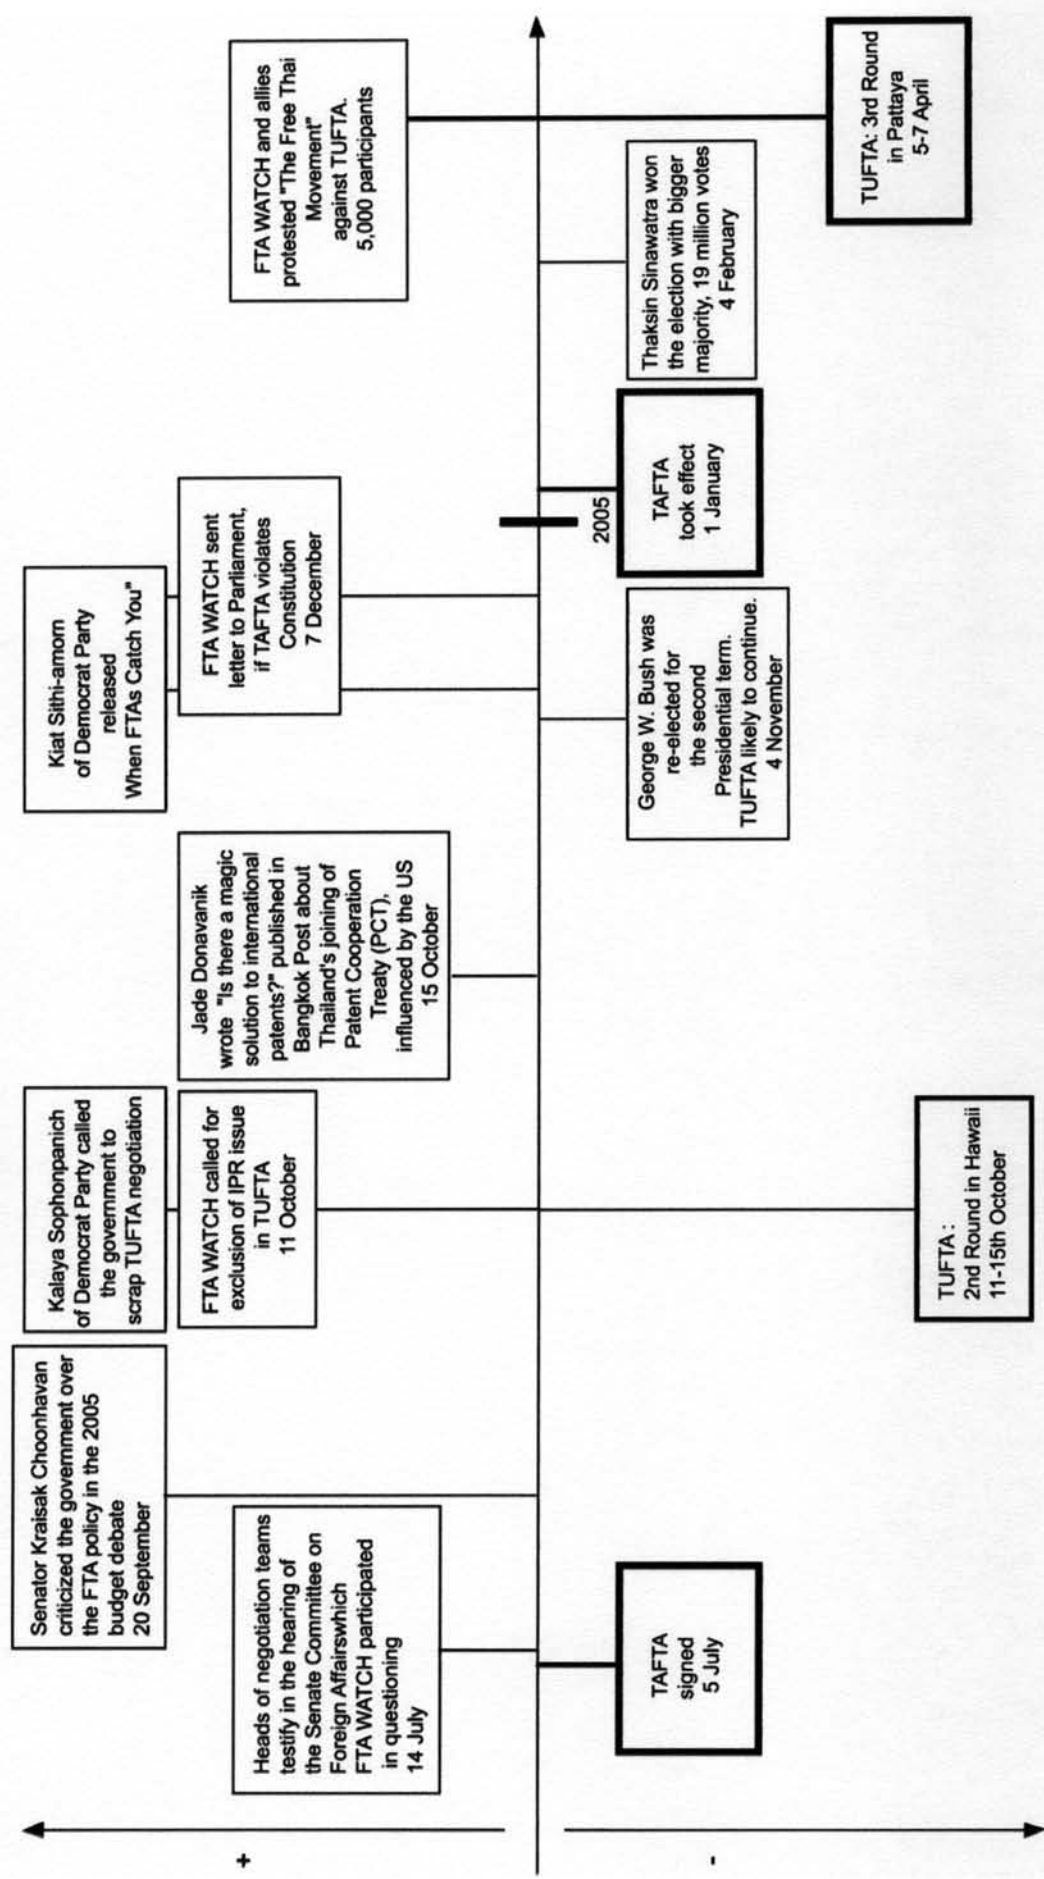 +
-
Senator Kraisak Choonhavan
criticized the government over
the FTA policy in the 2005
budget debate
20 September
Heads of negotiation teams
testify in the hearing of
the Senate Committee on
Foreign Affairswhich
FTA WATCH participated
in questioning
14 July
TAFTA
signed
5 July
Kalaya Sophonpanich
of Democrat Party called
the government to
scrap TUFTA negotiation
FTA WATCH called for
exclusion of IPR issue
in TUFTA
11 October
TUFTA :
2nd Round in Hawaii
11-15th October
Jade Donavanik
wrote "Is there a magic
solution to international
patents?" published in
Bangkok Post about
Thailand's joining of
Patent Cooperation
Treaty (PCT),
influenced by the US
15 October
Kiat Sithi-amorn
of Democrat Party
released
When FTAs Catch You"
FTA WATCH sent
letter to Parliament,
if TAFTA violates
Constitution
7 December
George W. Bush was
re-elected for
the second
Presidential term.
TUFTA likely to continue.
4 November
2005
TAFTA
took effect
1 January
Thaksin Sinawatra won
the election with bigger
majority, 19 million votes
4 February
FTA WATCH and allies
protested "The Free Thai
Movement"
against TUFTA.
5,000 participants
TUFTA: 3rd Round
in Pattaya
5-7 April